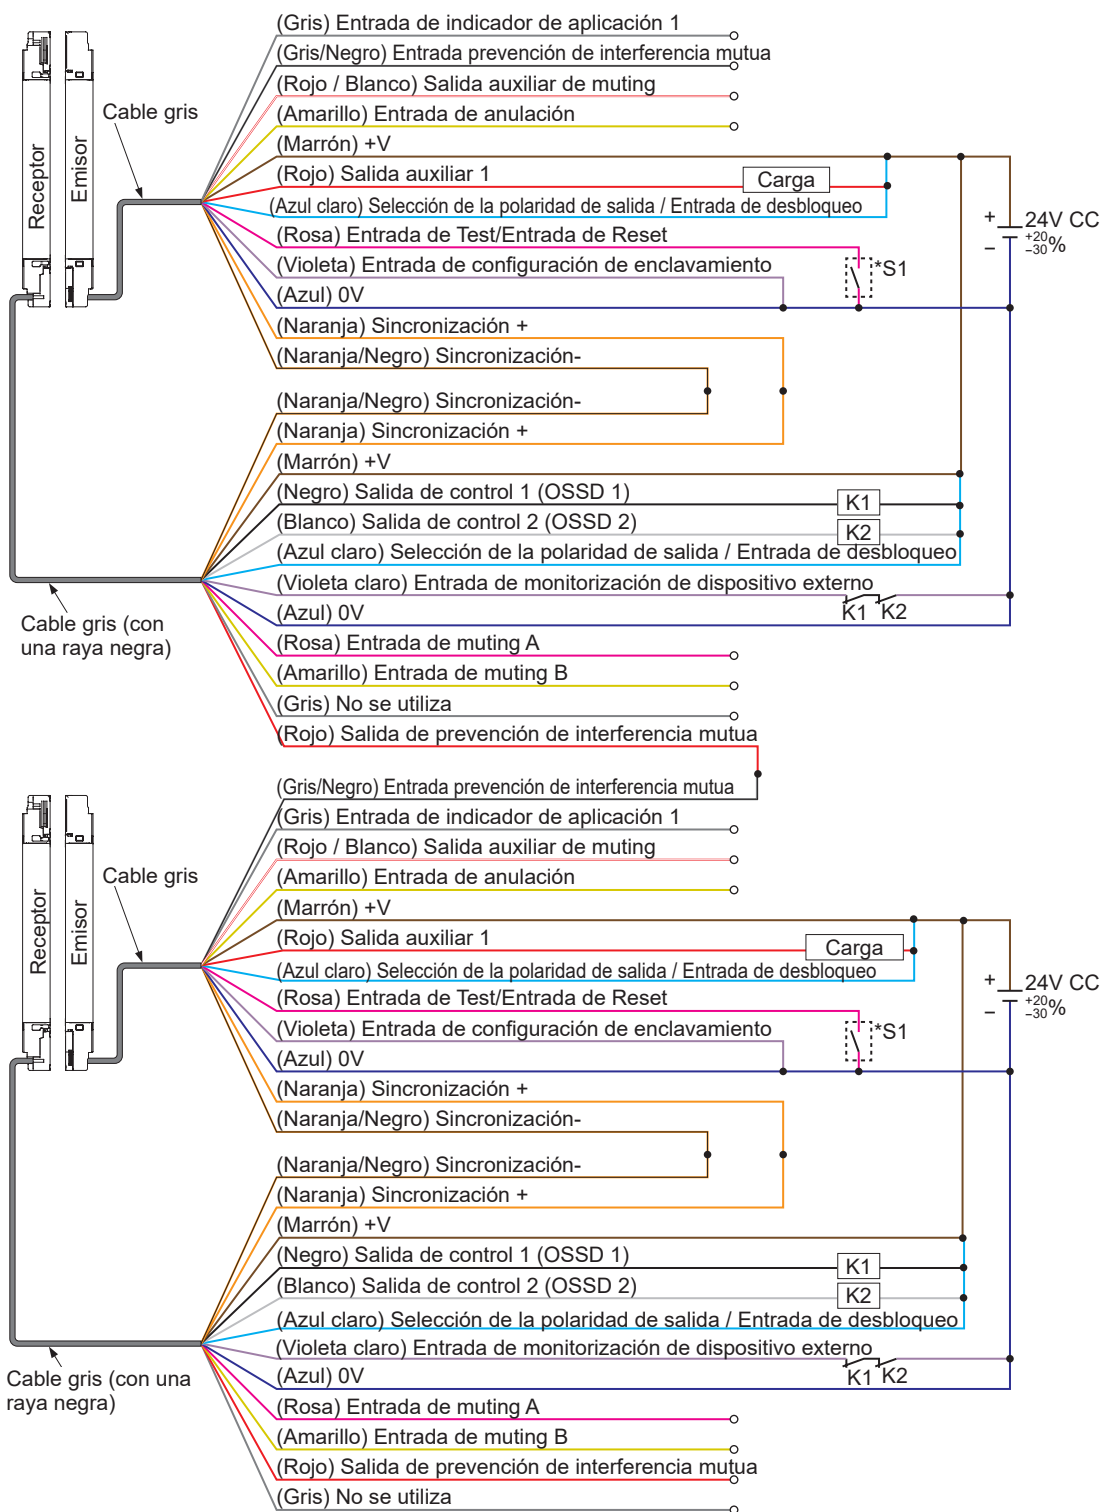 (Gris) Entrada de indicador de aplicación 1
(Gris/Negro) Entrada prevención de interferencia mutua
(Rojo / Blanco) Salida auxiliar de muting
Cable gris
(Amarillo) Entrada de anulación
(Marrón) +V
Receptor
Emisor
(Rojo) Salida auxiliar 1
Carga
(Azul claro) Selección de la polaridad de salida / Entrada de desbloqueo
+ 24V CC
− +20 −30 %
(Rosa) Entrada de Test/Entrada de Reset
(Violeta) Entrada de configuración de enclavamiento
*S1
(Azul) 0V
(Naranja) Sincronización +
(Naranja/Negro) Sincronización-
(Naranja/Negro) Sincronización-
(Naranja) Sincronización +
(Marrón) +V
(Negro) Salida de control 1 (OSSD 1)
K1
(Blanco) Salida de control 2 (OSSD 2)
K2
(Azul claro) Selección de la polaridad de salida / Entrada de desbloqueo
(Violeta claro) Entrada de monitorización de dispositivo externo
K1 K2
(Azul) 0V
Cable gris (con
una raya negra)
(Rosa) Entrada de muting A
(Amarillo) Entrada de muting B
(Gris) No se utiliza
(Rojo) Salida de prevención de interferencia mutua
(Gris/Negro) Entrada prevención de interferencia mutua
(Gris) Entrada de indicador de aplicación 1
(Rojo / Blanco) Salida auxiliar de muting
Cable gris
(Amarillo) Entrada de anulación
(Marrón) +V
Receptor
Emisor
(Rojo) Salida auxiliar 1
Carga
(Azul claro) Selección de la polaridad de salida / Entrada de desbloqueo
+ 24V CC
− +20 −30 %
(Rosa) Entrada de Test/Entrada de Reset
(Violeta) Entrada de configuración de enclavamiento
*S1
(Azul) 0V
(Naranja) Sincronización +
(Naranja/Negro) Sincronización-
(Naranja/Negro) Sincronización-
(Naranja) Sincronización +
(Marrón) +V
(Negro) Salida de control 1 (OSSD 1)
K1
(Blanco) Salida de control 2 (OSSD 2)
K2
(Azul claro) Selección de la polaridad de salida / Entrada de desbloqueo
(Violeta claro) Entrada de monitorización de dispositivo externo
K1 K2
(Azul) 0V
Cable gris (con una
raya negra)
(Rosa) Entrada de muting A
(Amarillo) Entrada de muting B
(Rojo) Salida de prevención de interferencia mutua
(Gris) No se utiliza